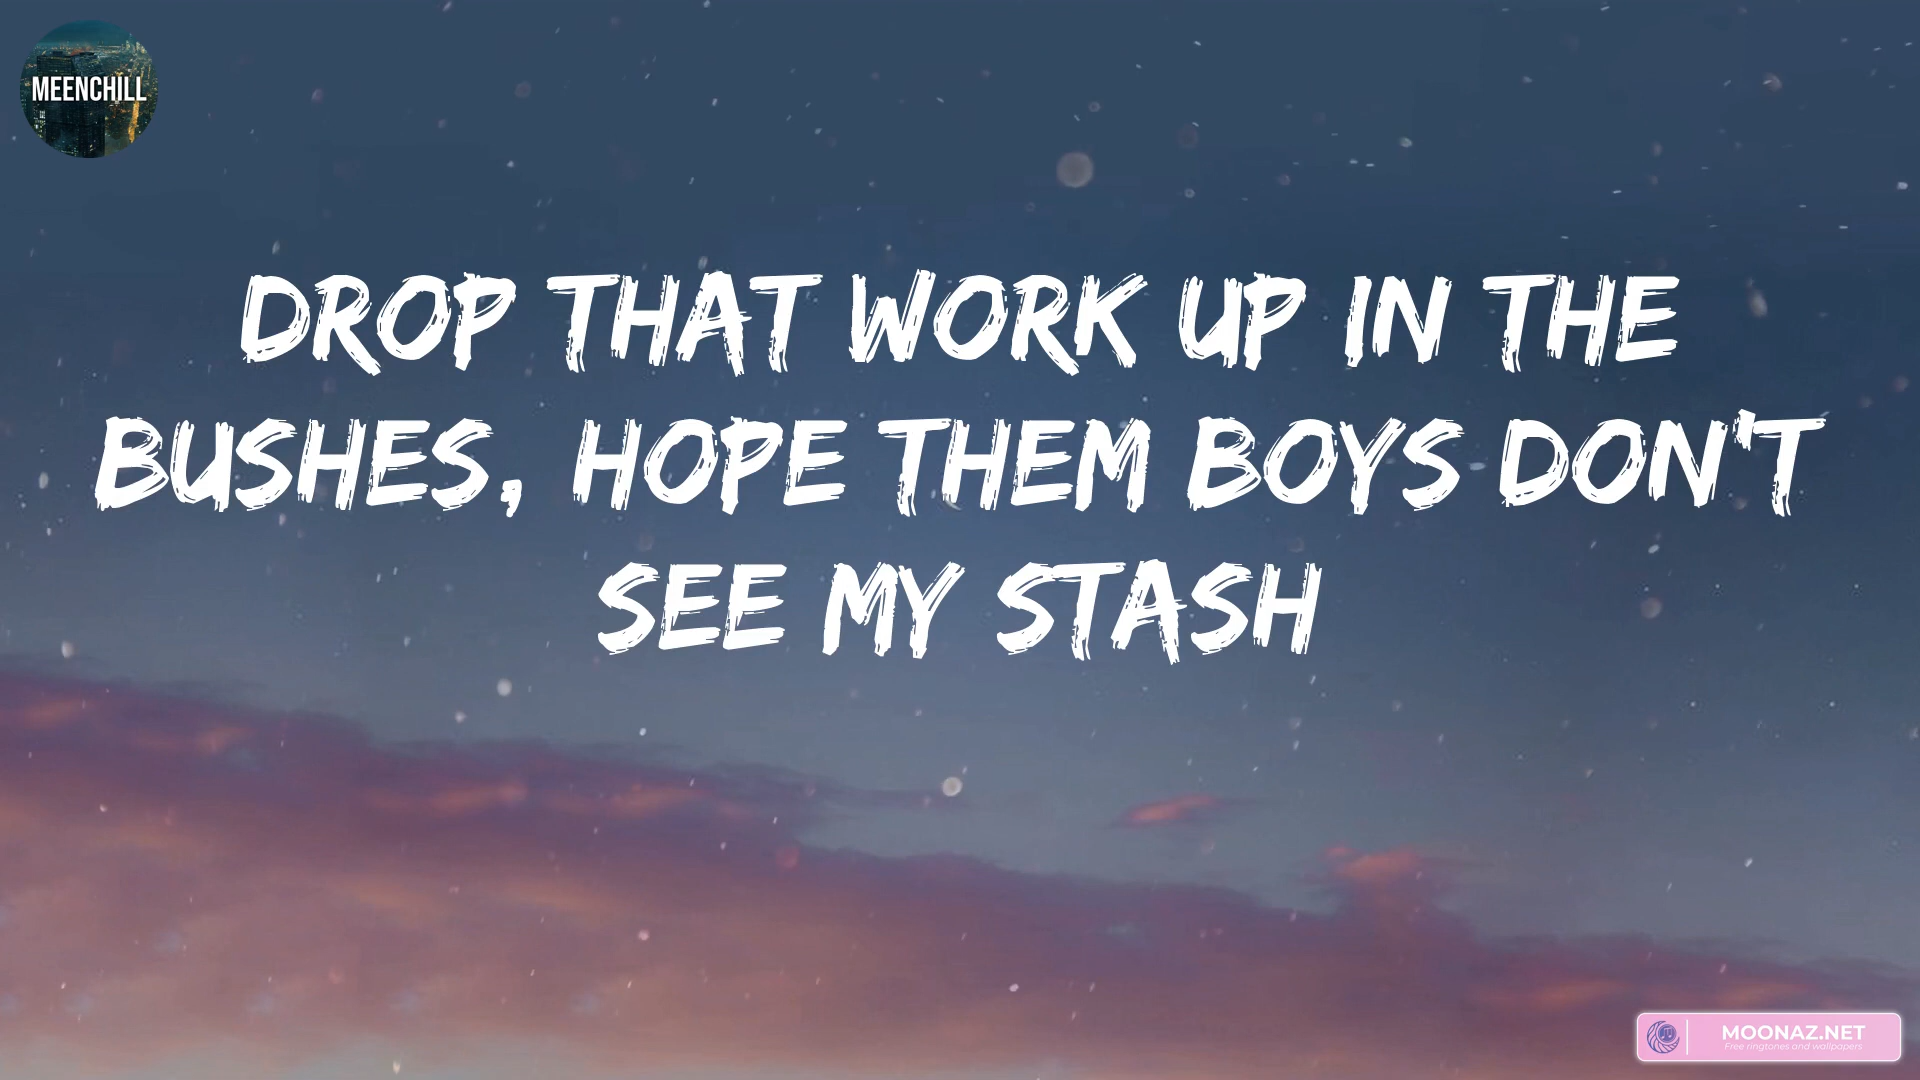 MEENCHILL
DROP THAT WORK UP IN THE
BUSHES, HOPE THEM BOYS DON'T
SEE MY STASH
MOONAZ.NET
Free ringtones and wallpapers